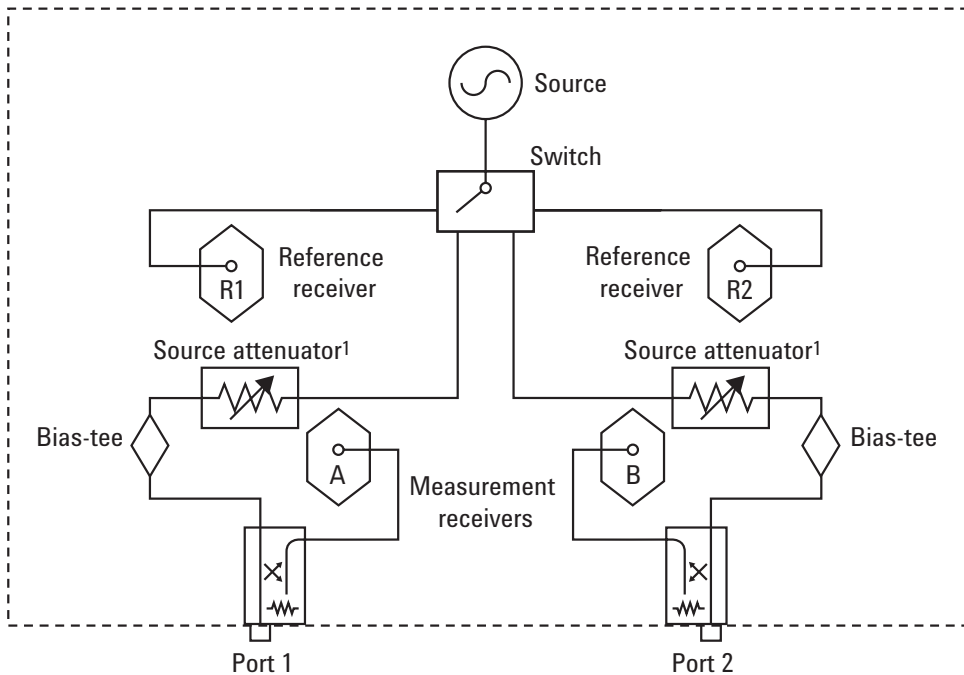 Source
Switch
Reference
receiver
R1
Reference
receiver
R2
Source attenuator1
Source attenuator1
Bias-tee
A
Measurement
receivers
B
Bias-tee
Port 1
Port 2